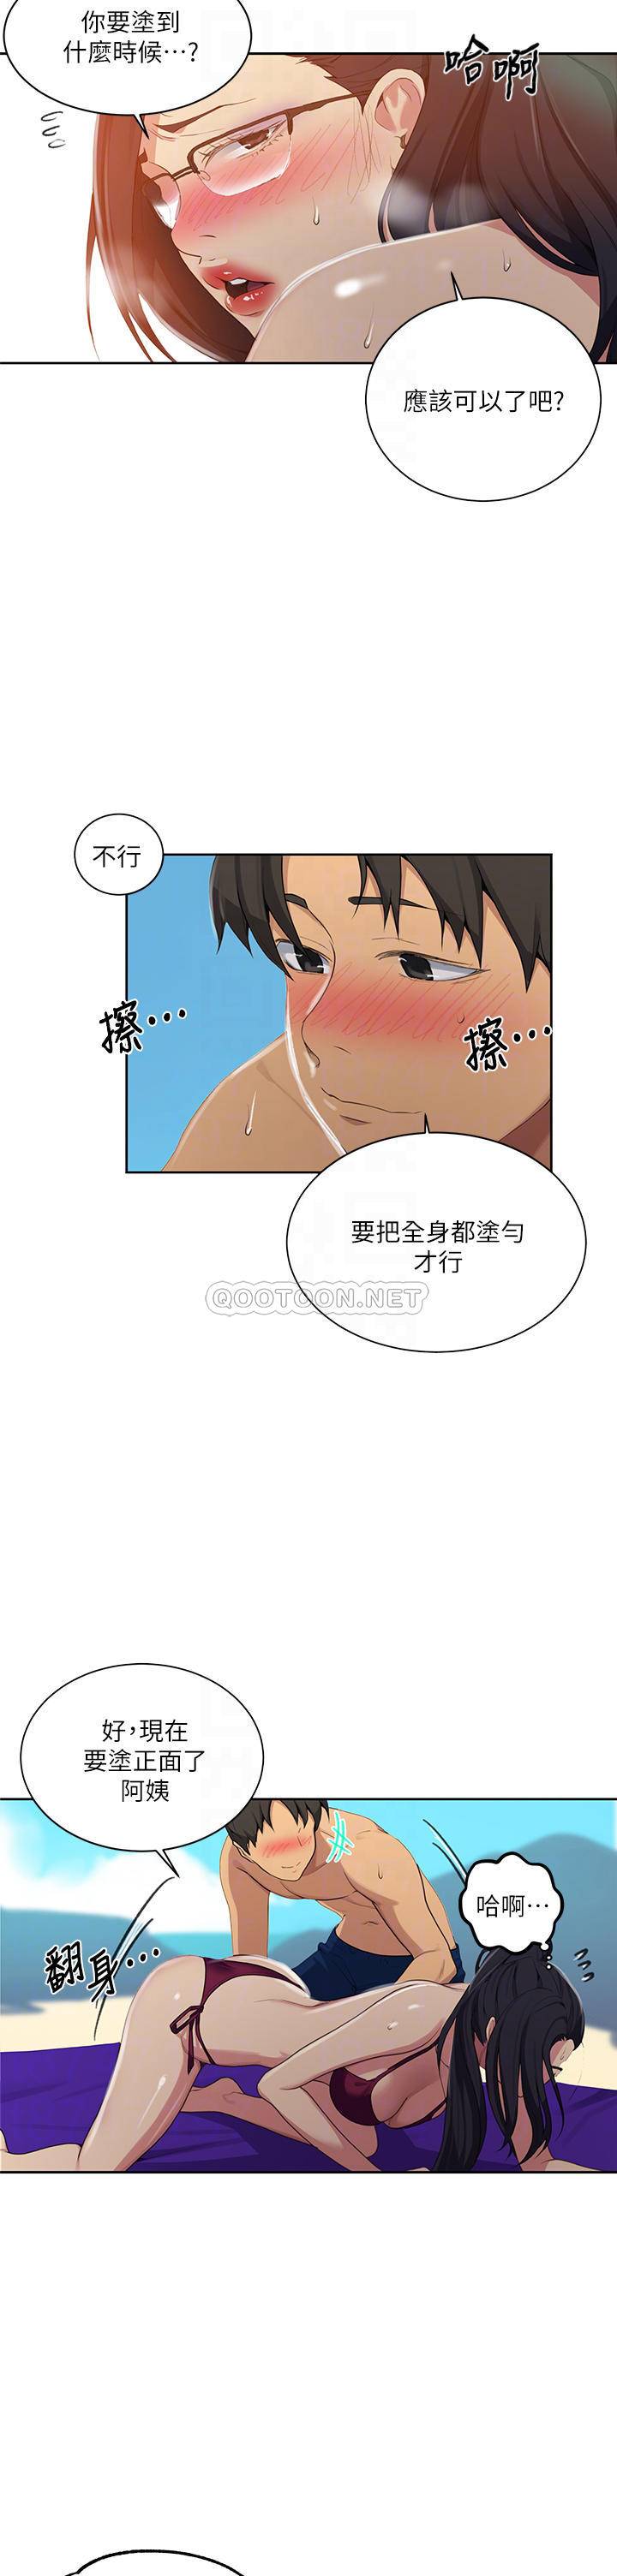 你要塗到
什麼時候…?
哈啊
應該可以了吧?
不行
擦…
擦…
要把全身都塗勻
才行
QOOTOON.NET
好,現在
要塗正面了
阿姨
哈啊…
翻身…